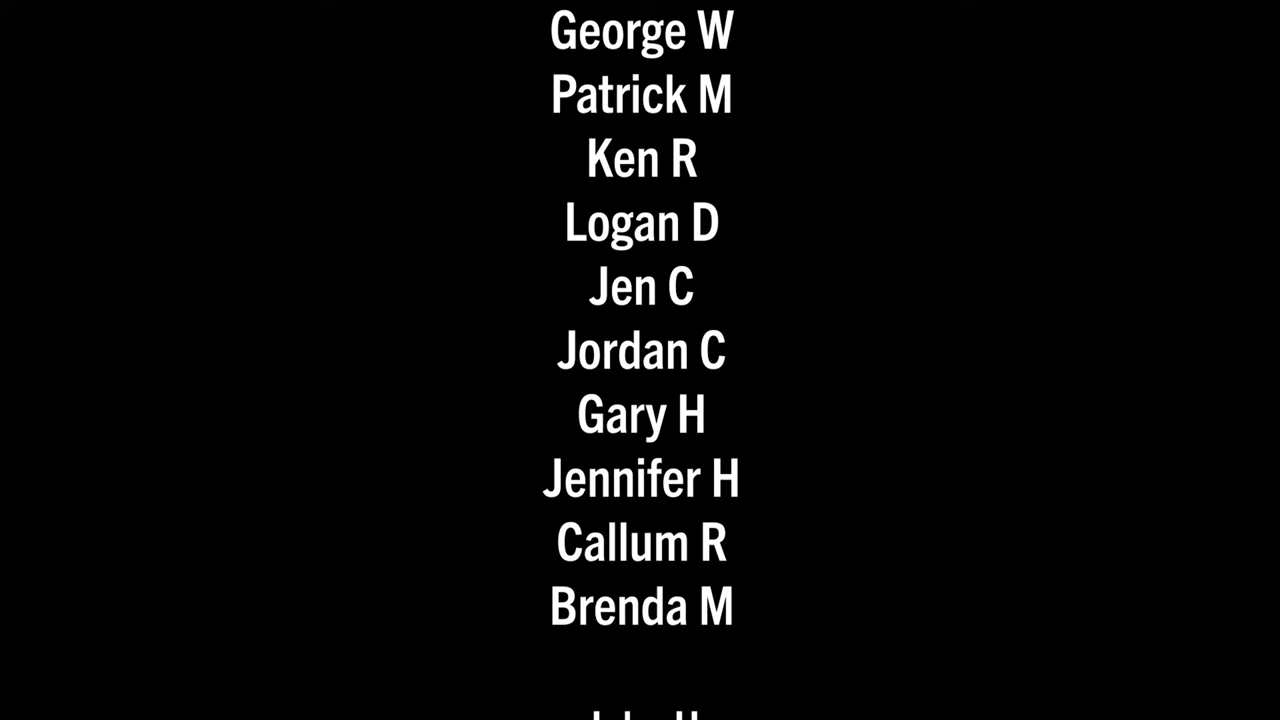 George W
Patrick M
Ken R
Logan D
Jen C
Jordan C
Gary H
Jennifer H
Callum R
Brenda M